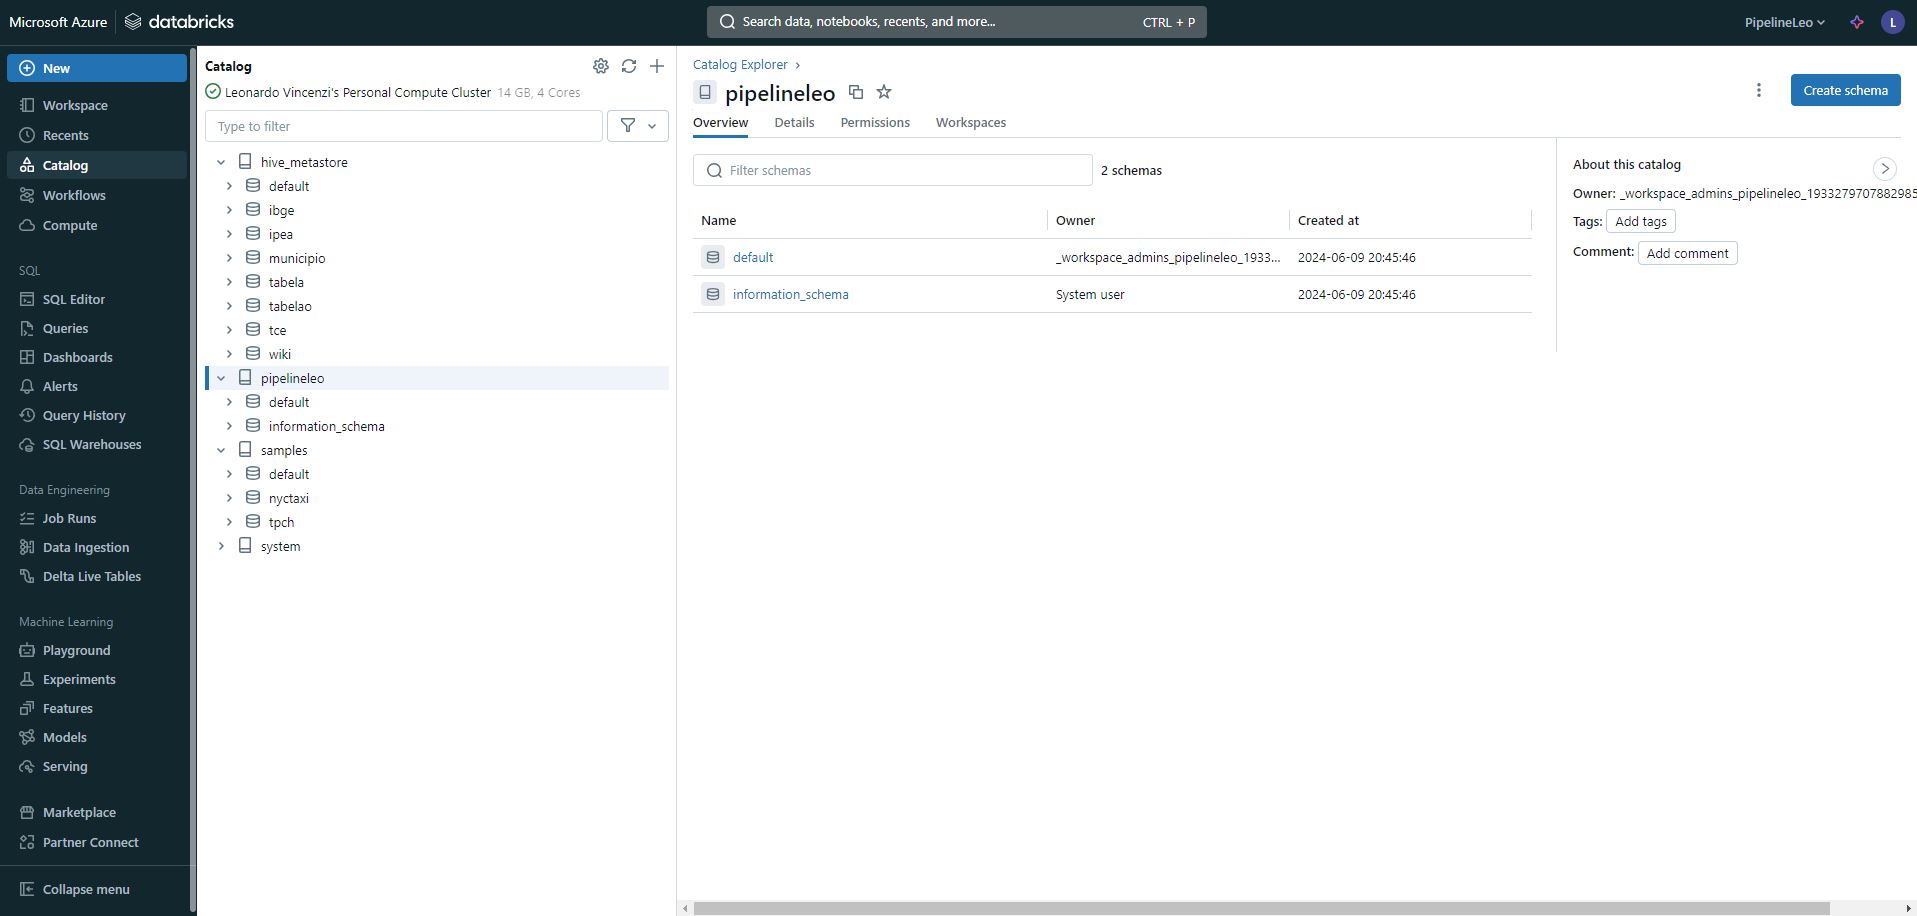 Microsoft Azure databricks
Search data, notebooks, recents, and more... CTRL + P
PipelineLeo L
New
Workspace
Recents
Catalog
Workflows
Compute
SQL
SQL Editor
Queries
Dashboards
Alerts
Query History
SQL Warehouses
Data Engineering
Job Runs
Data Ingestion
Delta Live Tables
Machine Learning
Playground
Experiments
Features
Models
Serving
Marketplace
Partner Connect
Collapse menu
Catalog
Leonardo Vincenzi's Personal Compute Cluster 14 GB, 4 Cores
Type to filter
hive_metastore
default
ibge
ipea
municipio
tabela
tabelao
tce
wiki
pipelineleo
default
information_schema
samples
default
nyctaxi
tpch
system
Catalog Explorer
pipelineleo
Create schema
Overview Details Permissions Workspaces
Filter schemas 2 schemas
Name Owner Created at
default _workspace_admins_pipelineleo_1933... 2024-06-09 20:45:46
information_schema System user 2024-06-09 20:45:46
About this catalog
Owner: _workspace_admins_pipelineleo_1933279707882985
Tags: Add tags
Comment: Add comment